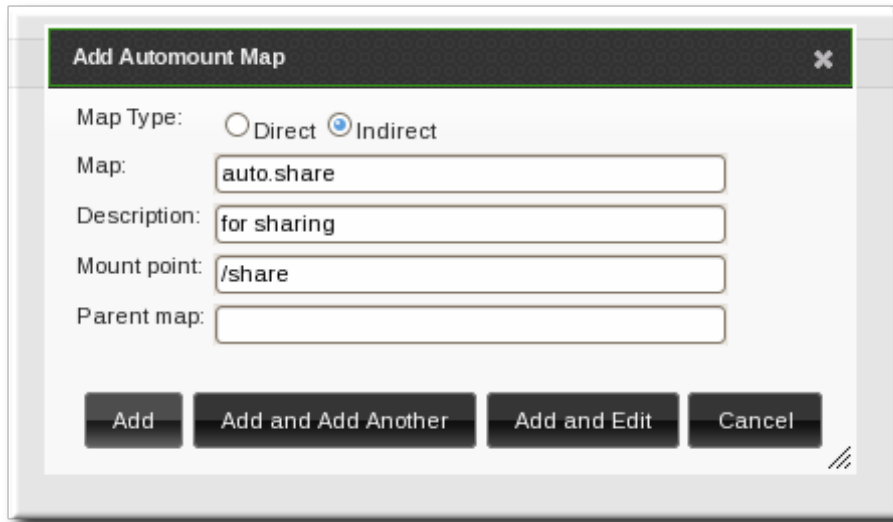 Add Automount Map
Map Type: Direct Indirect
Map: auto.share
Description: for sharing
Mount point: /share
Parent map:
Add Add and Add Another Add and Edit Cancel